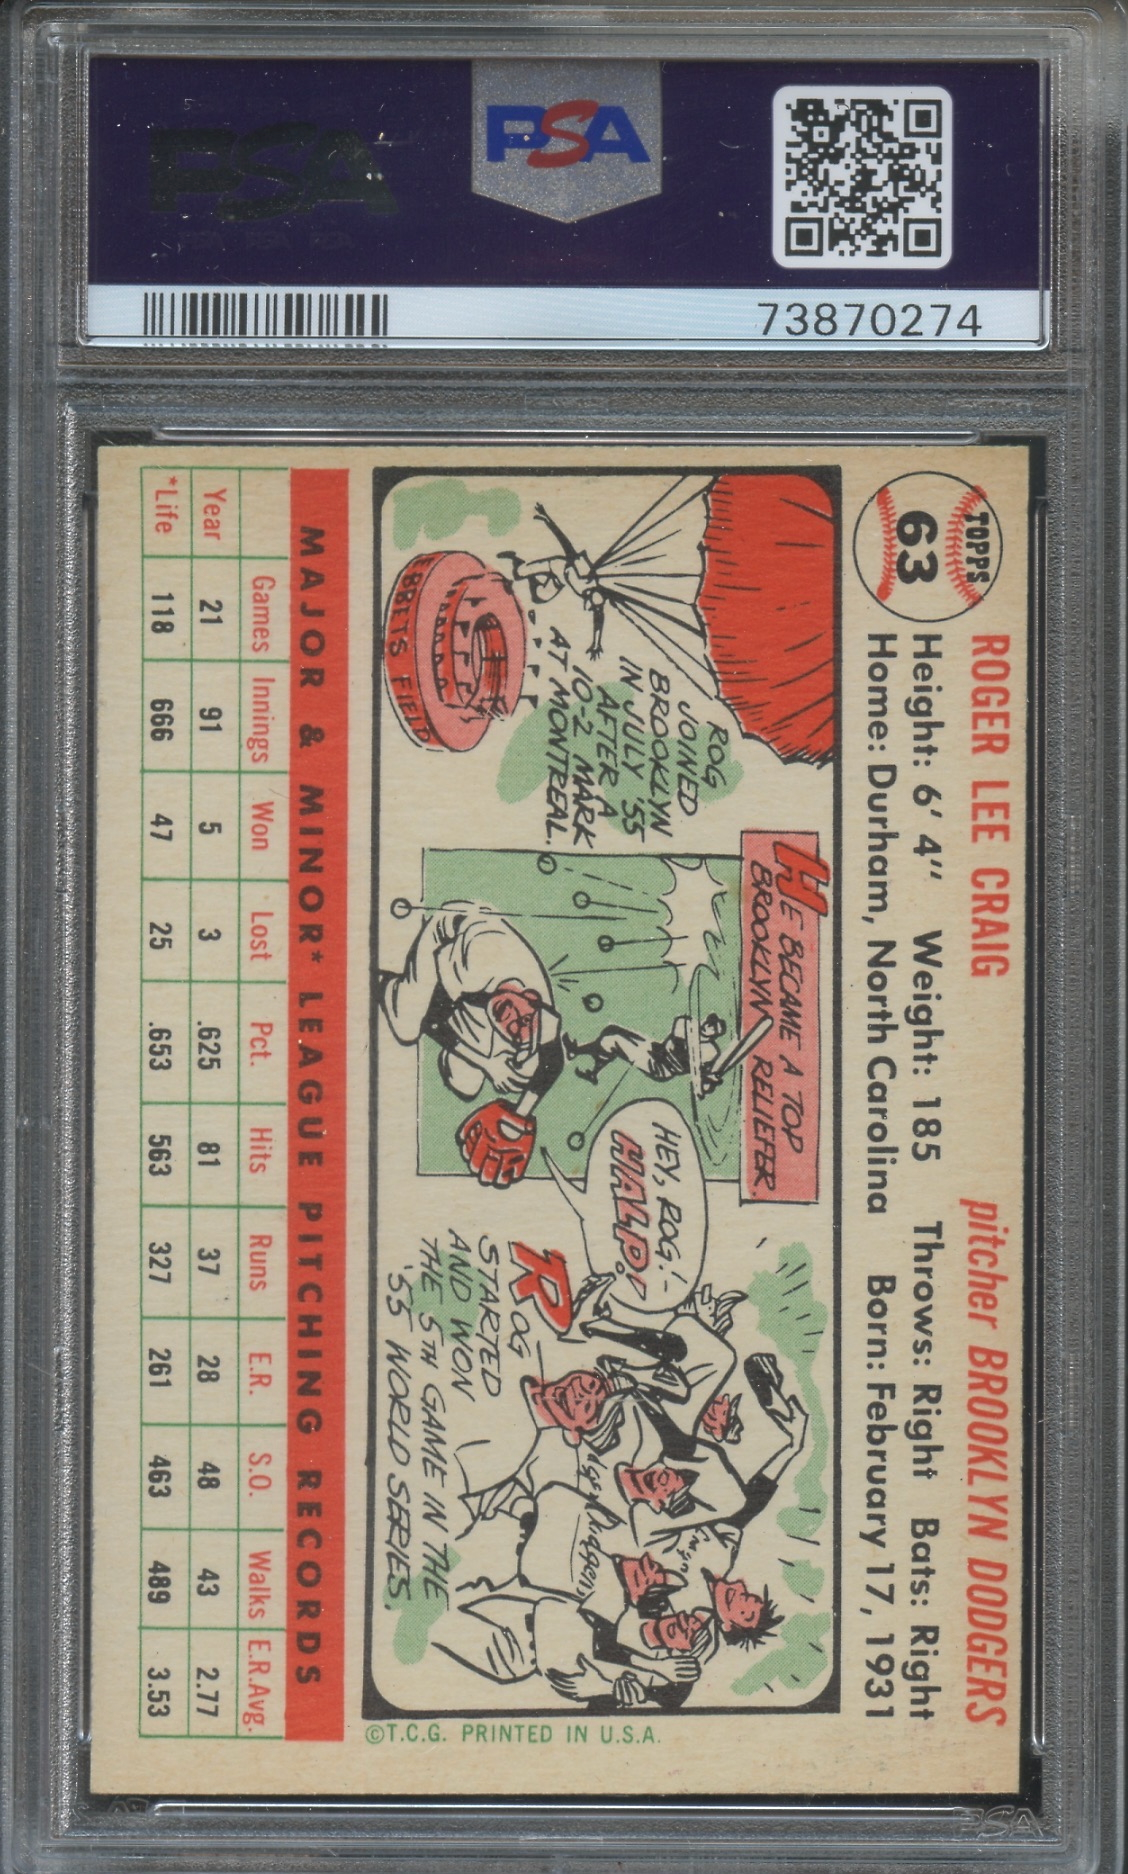 PSA
PSA
73870274
TOPPS
63
ROGER LEE CRAIG
pitcher BROOKLYN DODGERS
Height: 6' 4" Weight: 185 Throws: Right Bats: Right
Home: Durham, North Carolina Born: February 17, 1931
ROG
JOINED
BROOKLYN
IN JULY '55
AFTER A
10-2 MARK
AT MONTREAL.
EBBETS FIELD
HE BECAME A TOP
BROOKLYN RELIEFER.
HEY, ROG!-
HALP!
ROG
STARTED
AND WON
THE 5TH GAME IN THE
'55 WORLD SERIES.
©T.C.G. PRINTED IN U.S.A.
MAJOR & MINOR* LEAGUE PITCHING RECORDS
Games Innings Won Lost Pct. Hits Runs E.R. S.O. Walks E.R.Avg.
Year 21 91 5 3 .625 81 37 28 48 43 2.77
*Life 118 666 47 25 .653 563 327 261 463 489 3.53
PSA